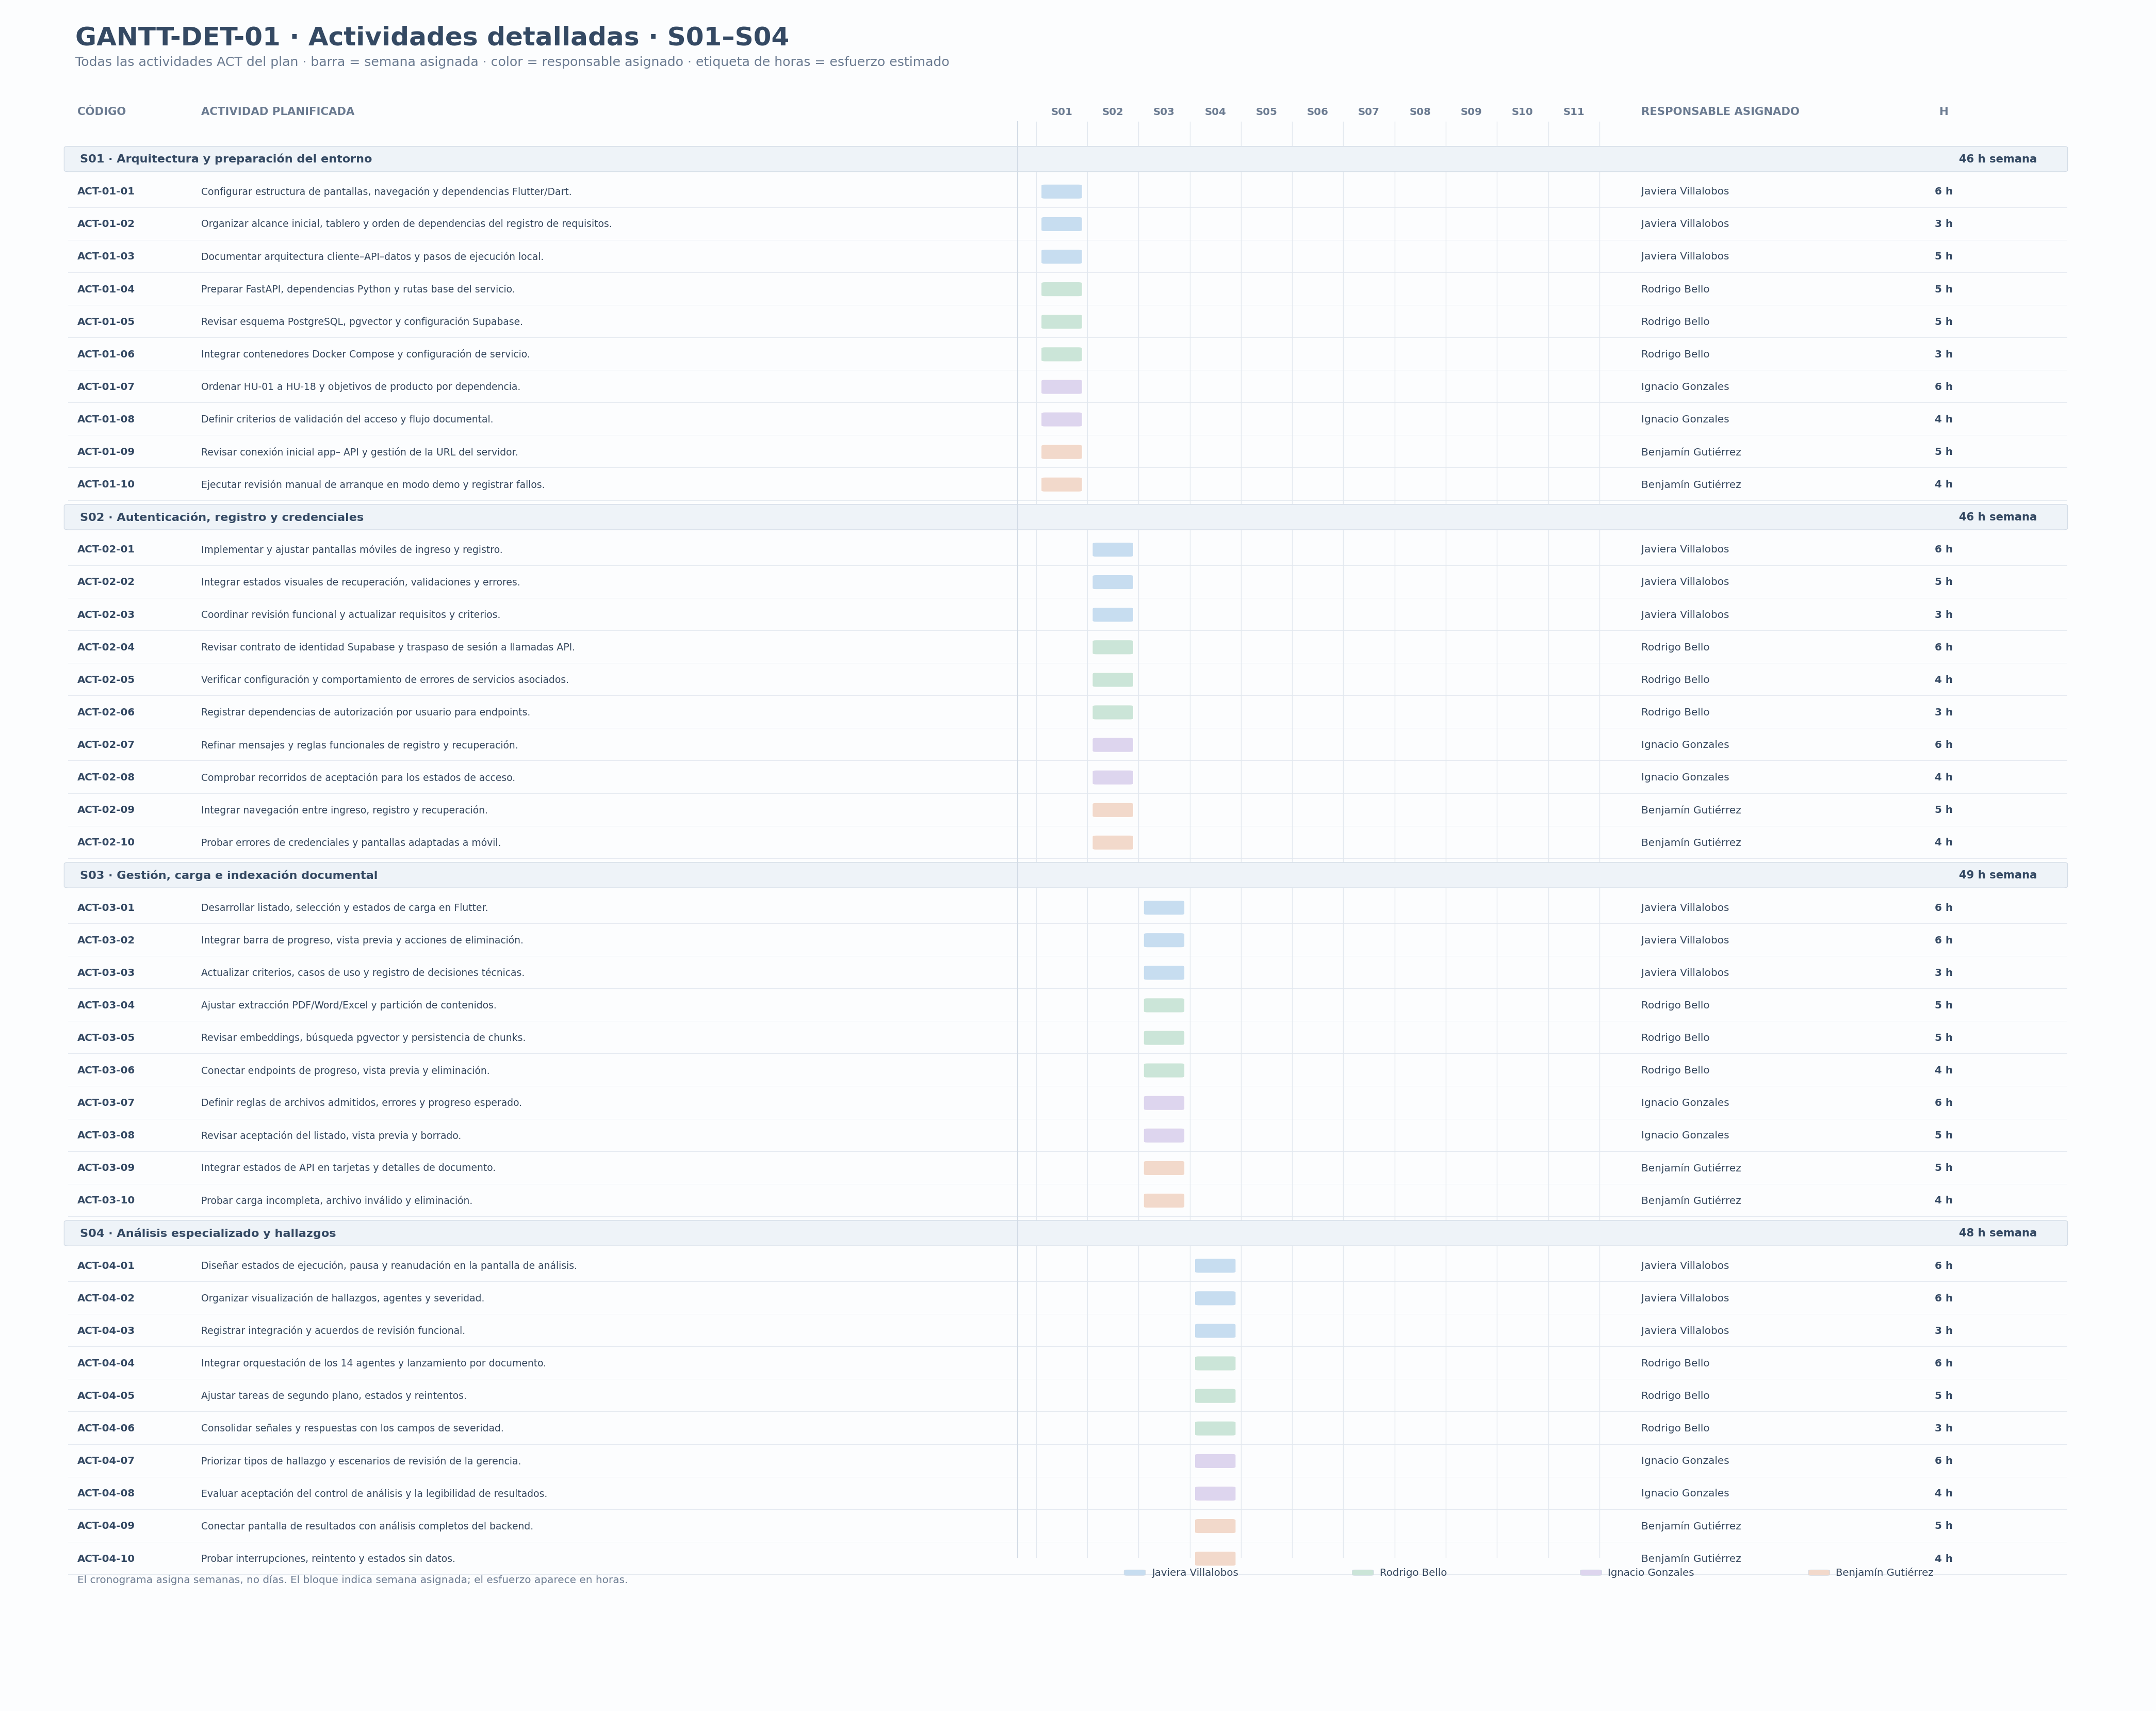 GANTT-DET-01 · Actividades detalladas · S01–S04
Todas las actividades ACT del plan · barra = semana asignada · color = responsable asignado · etiqueta de horas = esfuerzo estimado
CÓDIGO ACTIVIDAD PLANIFICADA S01 S02 S03 S04 S05 S06 S07 S08 S09 S10 S11 RESPONSABLE ASIGNADO H
S01 · Arquitectura y preparación del entorno 46 h semana
ACT-01-01 Configurar estructura de pantallas, navegación y dependencias Flutter/Dart. Javiera Villalobos 6 h
ACT-01-02 Organizar alcance inicial, tablero y orden de dependencias del registro de requisitos. Javiera Villalobos 3 h
ACT-01-03 Documentar arquitectura cliente–API–datos y pasos de ejecución local. Javiera Villalobos 5 h
ACT-01-04 Preparar FastAPI, dependencias Python y rutas base del servicio. Rodrigo Bello 5 h
ACT-01-05 Revisar esquema PostgreSQL, pgvector y configuración Supabase. Rodrigo Bello 5 h
ACT-01-06 Integrar contenedores Docker Compose y configuración de servicio. Rodrigo Bello 3 h
ACT-01-07 Ordenar HU-01 a HU-18 y objetivos de producto por dependencia. Ignacio Gonzales 6 h
ACT-01-08 Definir criterios de validación del acceso y flujo documental. Ignacio Gonzales 4 h
ACT-01-09 Revisar conexión inicial app– API y gestión de la URL del servidor. Benjamín Gutiérrez 5 h
ACT-01-10 Ejecutar revisión manual de arranque en modo demo y registrar fallos. Benjamín Gutiérrez 4 h
S02 · Autenticación, registro y credenciales 46 h semana
ACT-02-01 Implementar y ajustar pantallas móviles de ingreso y registro. Javiera Villalobos 6 h
ACT-02-02 Integrar estados visuales de recuperación, validaciones y errores. Javiera Villalobos 5 h
ACT-02-03 Coordinar revisión funcional y actualizar requisitos y criterios. Javiera Villalobos 3 h
ACT-02-04 Revisar contrato de identidad Supabase y traspaso de sesión a llamadas API. Rodrigo Bello 6 h
ACT-02-05 Verificar configuración y comportamiento de errores de servicios asociados. Rodrigo Bello 4 h
ACT-02-06 Registrar dependencias de autorización por usuario para endpoints. Rodrigo Bello 3 h
ACT-02-07 Refinar mensajes y reglas funcionales de registro y recuperación. Ignacio Gonzales 6 h
ACT-02-08 Comprobar recorridos de aceptación para los estados de acceso. Ignacio Gonzales 4 h
ACT-02-09 Integrar navegación entre ingreso, registro y recuperación. Benjamín Gutiérrez 5 h
ACT-02-10 Probar errores de credenciales y pantallas adaptadas a móvil. Benjamín Gutiérrez 4 h
S03 · Gestión, carga e indexación documental 49 h semana
ACT-03-01 Desarrollar listado, selección y estados de carga en Flutter. Javiera Villalobos 6 h
ACT-03-02 Integrar barra de progreso, vista previa y acciones de eliminación. Javiera Villalobos 6 h
ACT-03-03 Actualizar criterios, casos de uso y registro de decisiones técnicas. Javiera Villalobos 3 h
ACT-03-04 Ajustar extracción PDF/Word/Excel y partición de contenidos. Rodrigo Bello 5 h
ACT-03-05 Revisar embeddings, búsqueda pgvector y persistencia de chunks. Rodrigo Bello 5 h
ACT-03-06 Conectar endpoints de progreso, vista previa y eliminación. Rodrigo Bello 4 h
ACT-03-07 Definir reglas de archivos admitidos, errores y progreso esperado. Ignacio Gonzales 6 h
ACT-03-08 Revisar aceptación del listado, vista previa y borrado. Ignacio Gonzales 5 h
ACT-03-09 Integrar estados de API en tarjetas y detalles de documento. Benjamín Gutiérrez 5 h
ACT-03-10 Probar carga incompleta, archivo inválido y eliminación. Benjamín Gutiérrez 4 h
S04 · Análisis especializado y hallazgos 48 h semana
ACT-04-01 Diseñar estados de ejecución, pausa y reanudación en la pantalla de análisis. Javiera Villalobos 6 h
ACT-04-02 Organizar visualización de hallazgos, agentes y severidad. Javiera Villalobos 6 h
ACT-04-03 Registrar integración y acuerdos de revisión funcional. Javiera Villalobos 3 h
ACT-04-04 Integrar orquestación de los 14 agentes y lanzamiento por documento. Rodrigo Bello 6 h
ACT-04-05 Ajustar tareas de segundo plano, estados y reintentos. Rodrigo Bello 5 h
ACT-04-06 Consolidar señales y respuestas con los campos de severidad. Rodrigo Bello 3 h
ACT-04-07 Priorizar tipos de hallazgo y escenarios de revisión de la gerencia. Ignacio Gonzales 6 h
ACT-04-08 Evaluar aceptación del control de análisis y la legibilidad de resultados. Ignacio Gonzales 4 h
ACT-04-09 Conectar pantalla de resultados con análisis completos del backend. Benjamín Gutiérrez 5 h
ACT-04-10 Probar interrupciones, reintento y estados sin datos. Benjamín Gutiérrez 4 h
Javiera Villalobos Rodrigo Bello Ignacio Gonzales Benjamín Gutiérrez
El cronograma asigna semanas, no días. El bloque indica semana asignada; el esfuerzo aparece en horas.